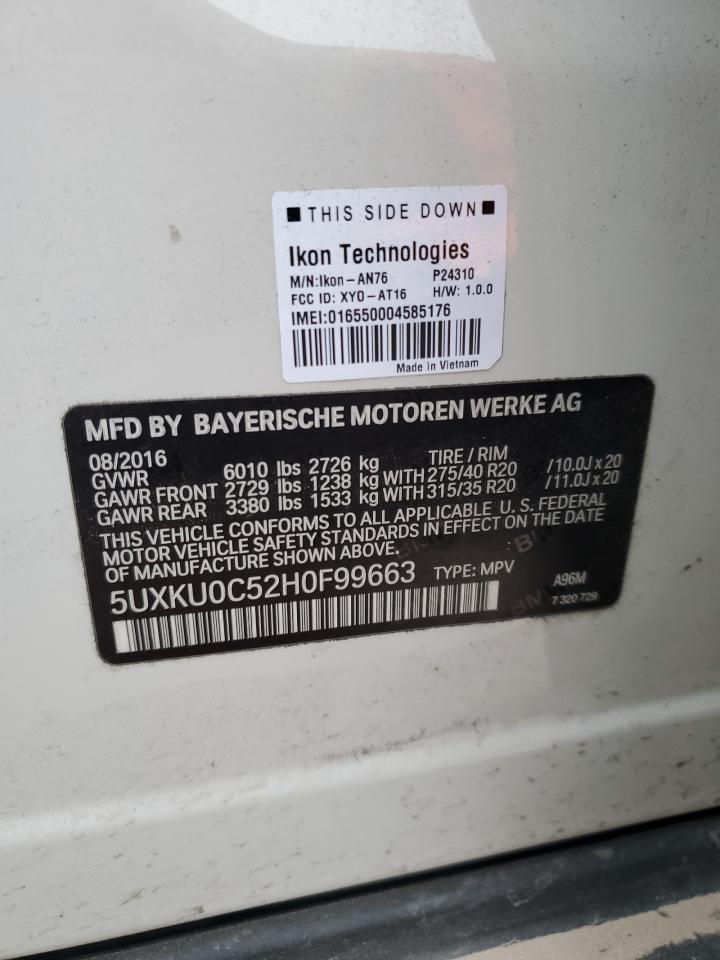 THIS SIDE DOWN
Ikon Technologies
M/N:Ikon-AN76 P24310
FCC ID: XYO-AT16 H/W: 1.0.0
IMEI:016550004585176
Made in Vietnam
MFD BY BAYERISCHE MOTOREN WERKE AG
08/2016
GVWR 6010 lbs 2726 kg TIRE / RIM
GAWR FRONT 2729 lbs 1238 kg WITH 275/40 R20 /10.0J x 20
GAWR REAR 3380 lbs 1533 kg WITH 315/35 R20 /11.0J x 20
THIS VEHICLE CONFORMS TO ALL APPLICABLE U. S. FEDERAL
MOTOR VEHICLE SAFETY STANDARDS IN EFFECT ON THE DATE
OF MANUFACTURE SHOWN ABOVE.
5UXKU0C52H0F99663 TYPE: MPV A96M
7 320 729